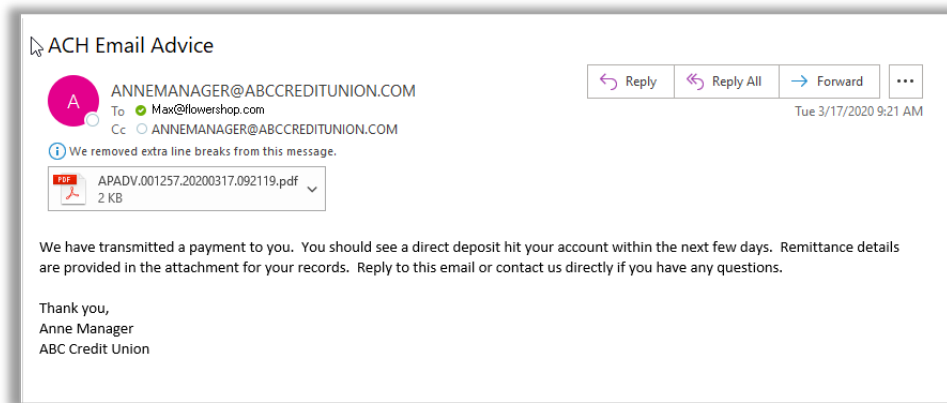 ACH Email Advice
A
ANNEMANAGER@ABCCREDITUNION.COM
Reply
Reply All
Forward
...
To Max@flowershop.com
Tue 3/17/2020 9:21 AM
Cc ANNEMANAGER@ABCCREDITUNION.COM
i We removed extra line breaks from this message.
PDF
APADV.001257.20200317.092119.pdf
2 KB
We have transmitted a payment to you.  You should see a direct deposit hit your account within the next few days.  Remittance details
are provided in the attachment for your records.  Reply to this email or contact us directly if you have any questions.
Thank you,
Anne Manager
ABC Credit Union